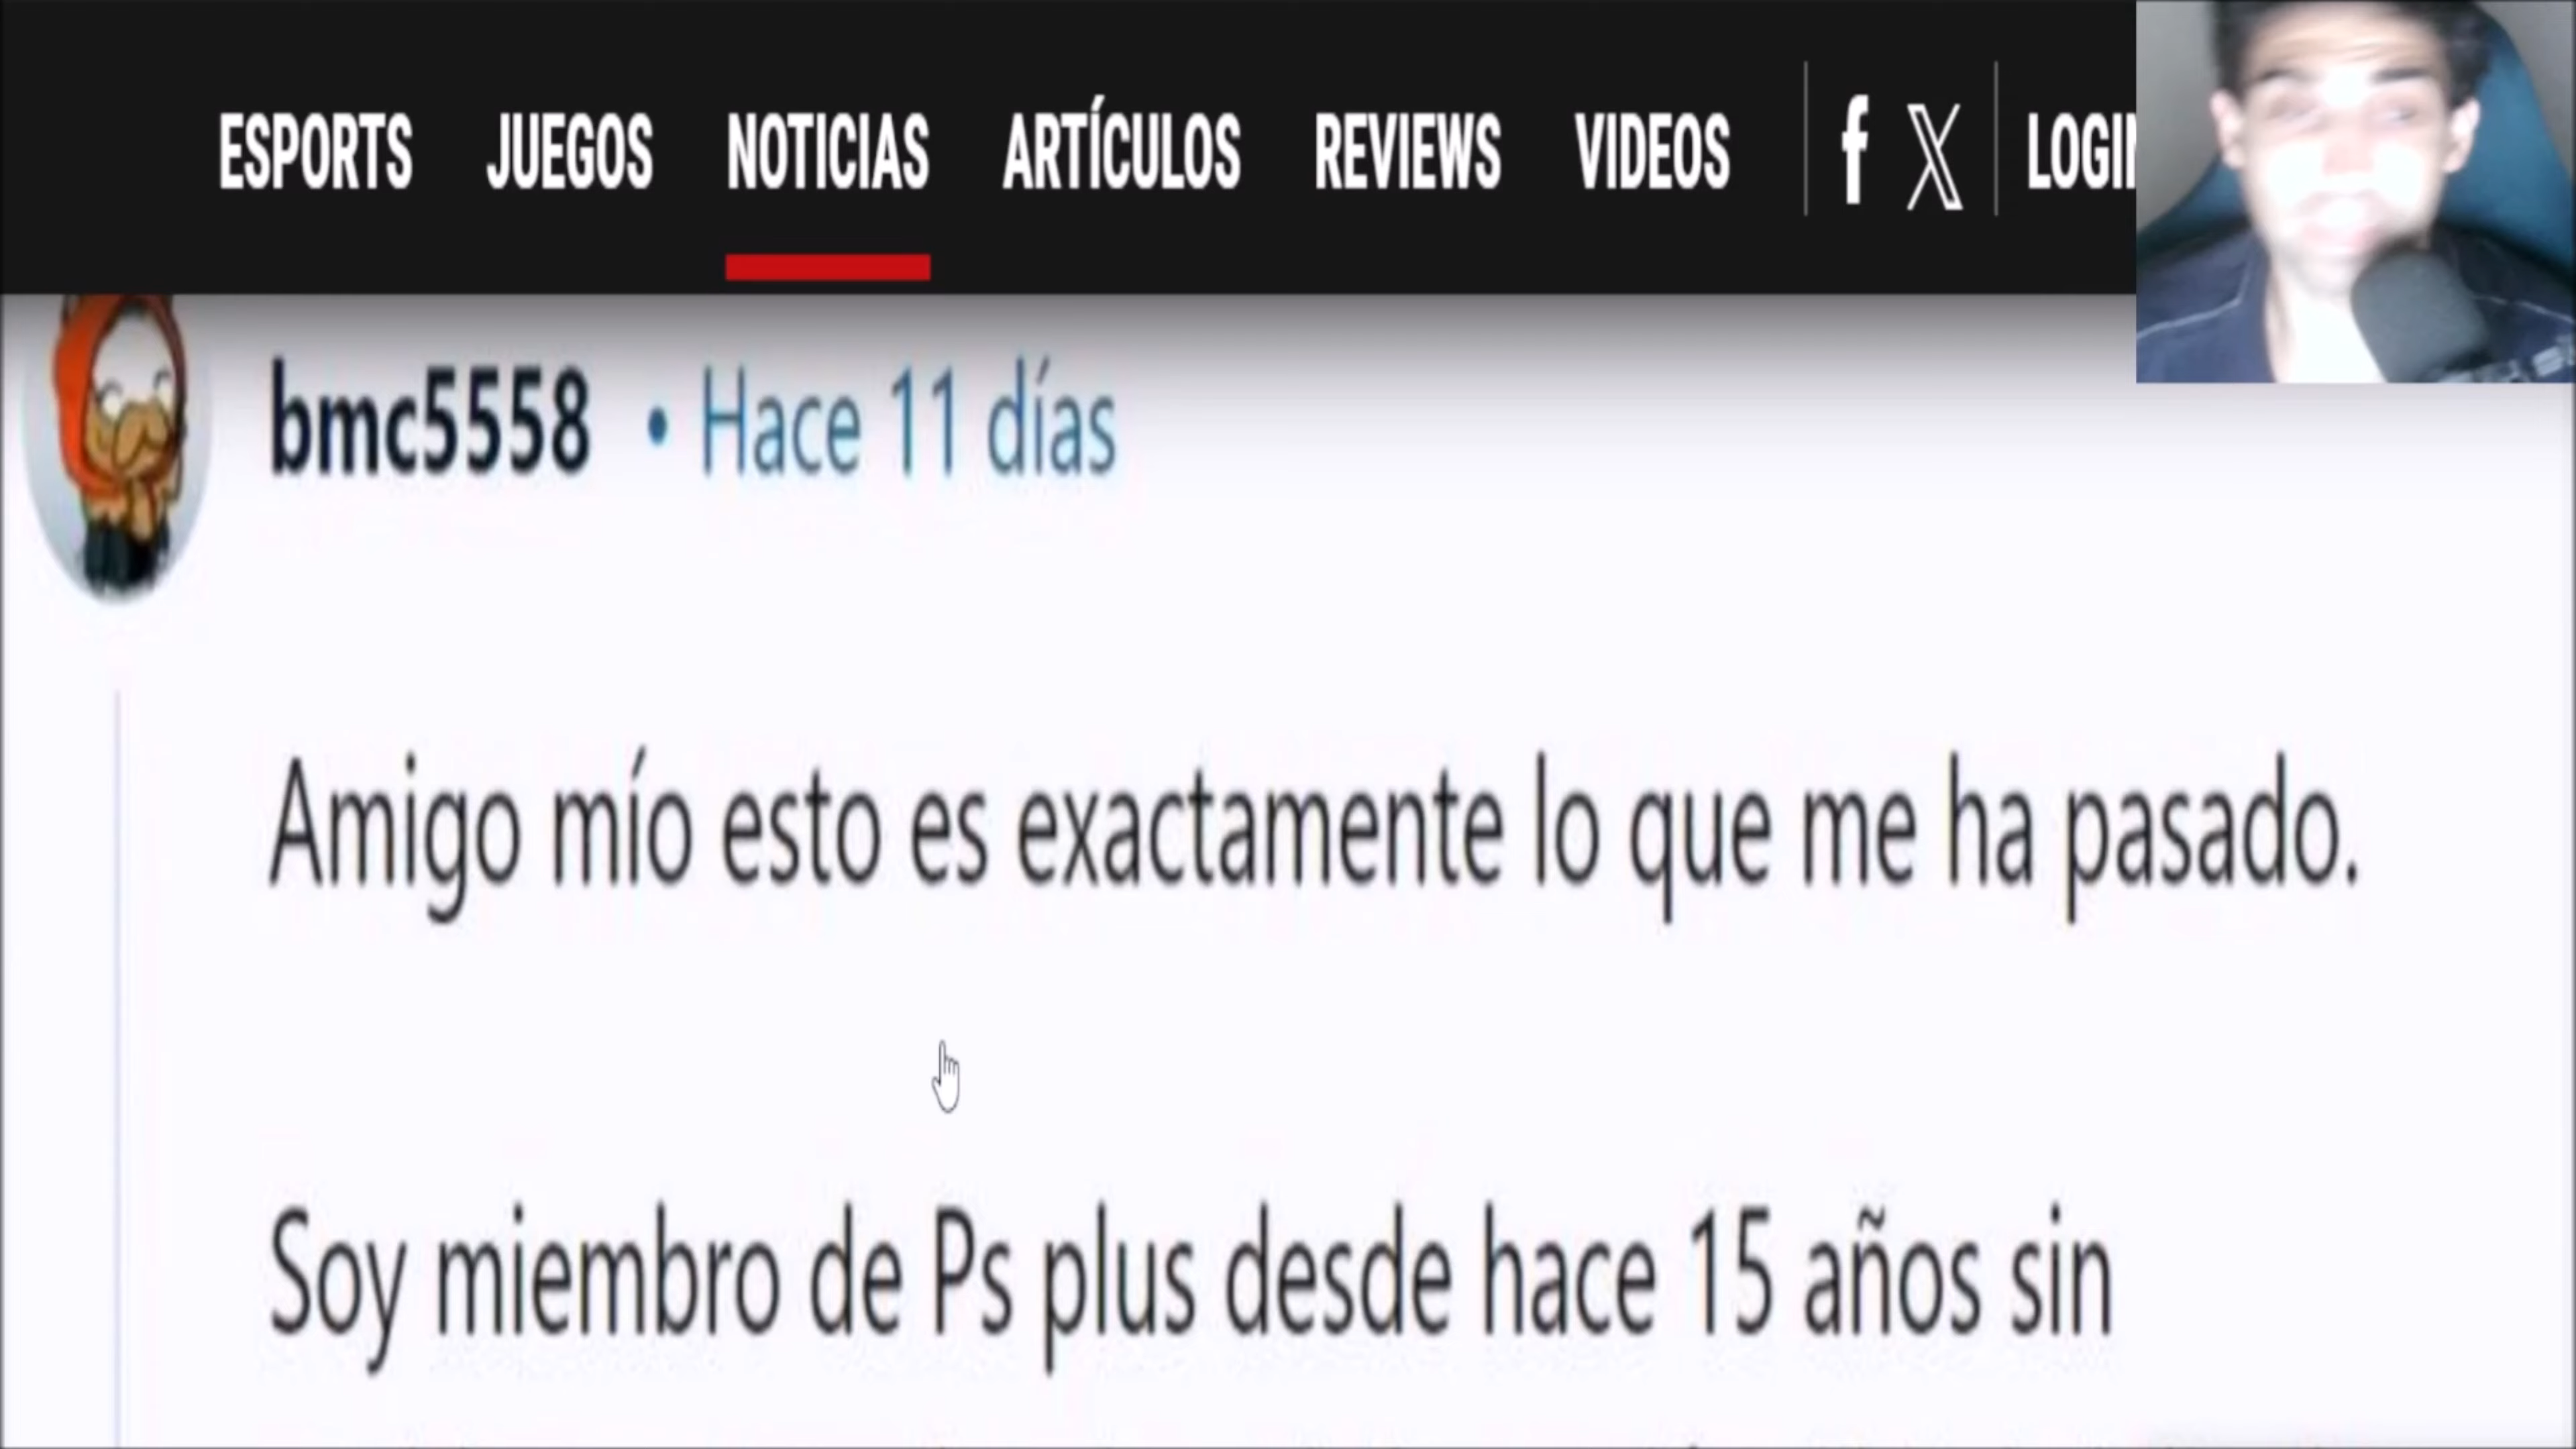 ESPORTS JUEGOS NOTICIAS ARTÍCULOS REVIEWS VIDEOS f X LOGIN
bmc5558 • Hace 11 días
Amigo mío esto es exactamente lo que me ha pasado.
Soy miembro de Ps plus desde hace 15 años sin